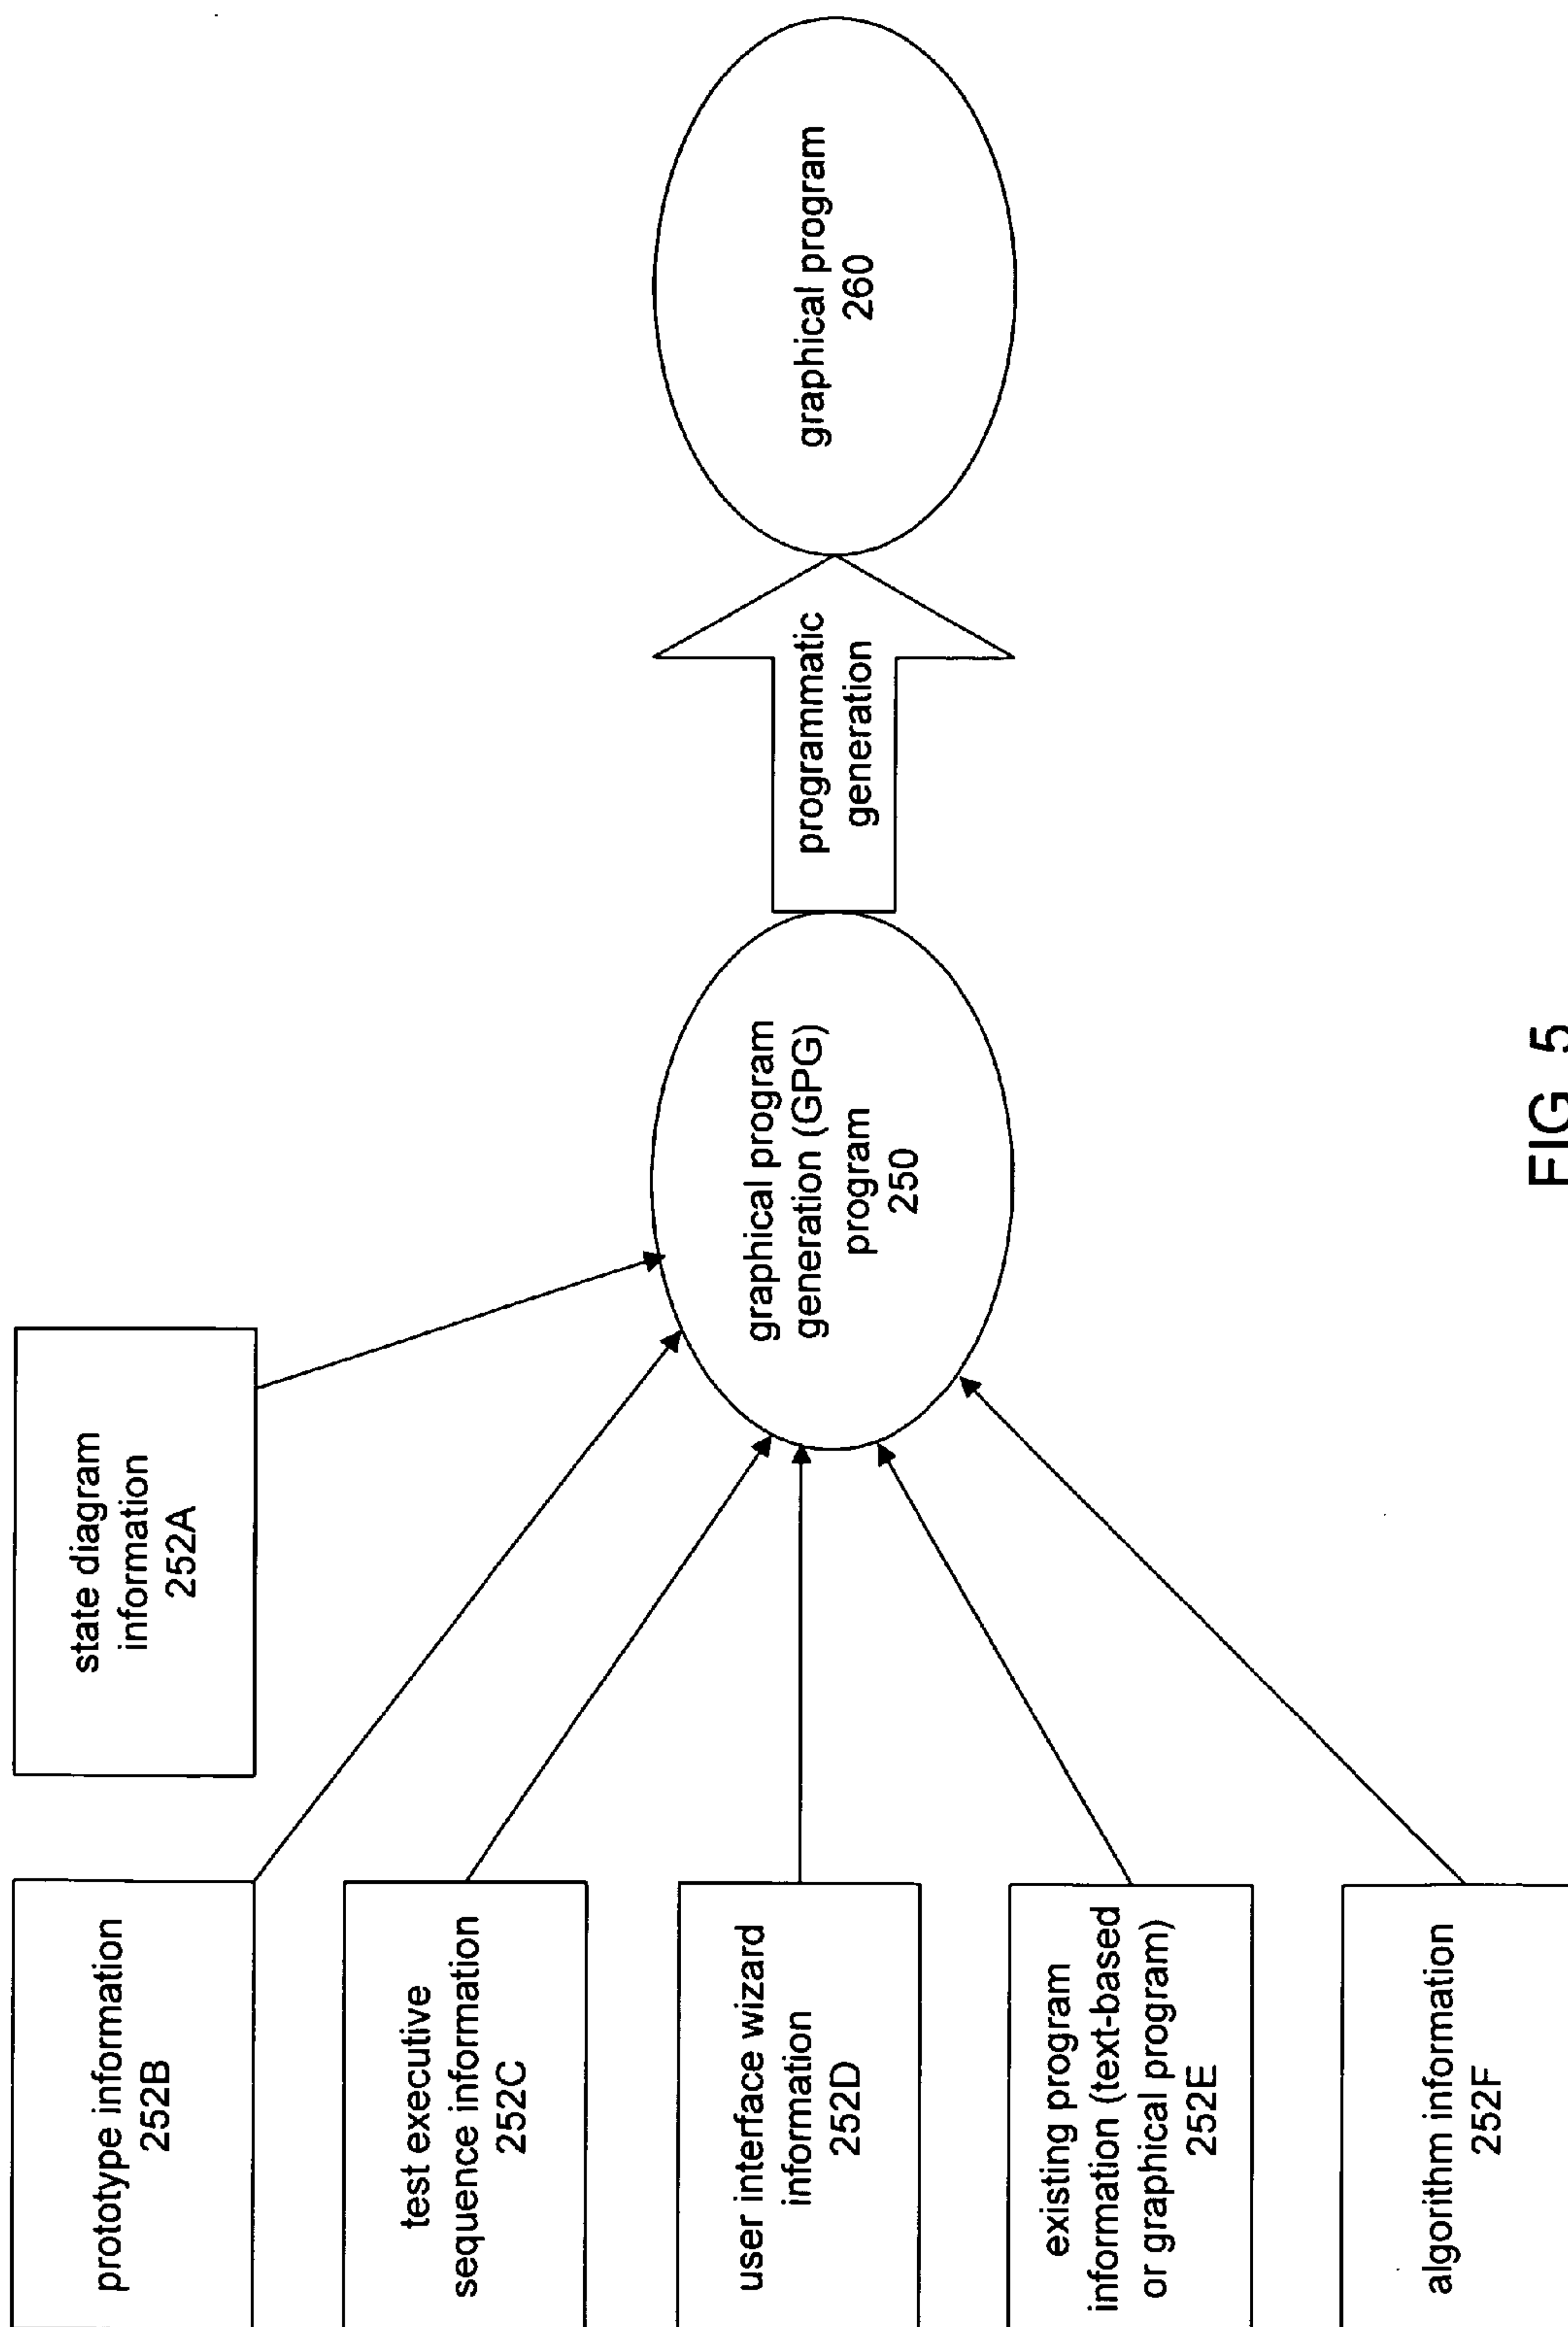 state diagram
information
252A
prototype information
252B
test executive
sequence information
252C
user interface wizard
information
252D
existing program
information (text-based
or graphical program)
252E
algorithm information
252F
graphical program
generation (GPG)
program
250
programmatic
generation
graphical program
260
FIG. 5